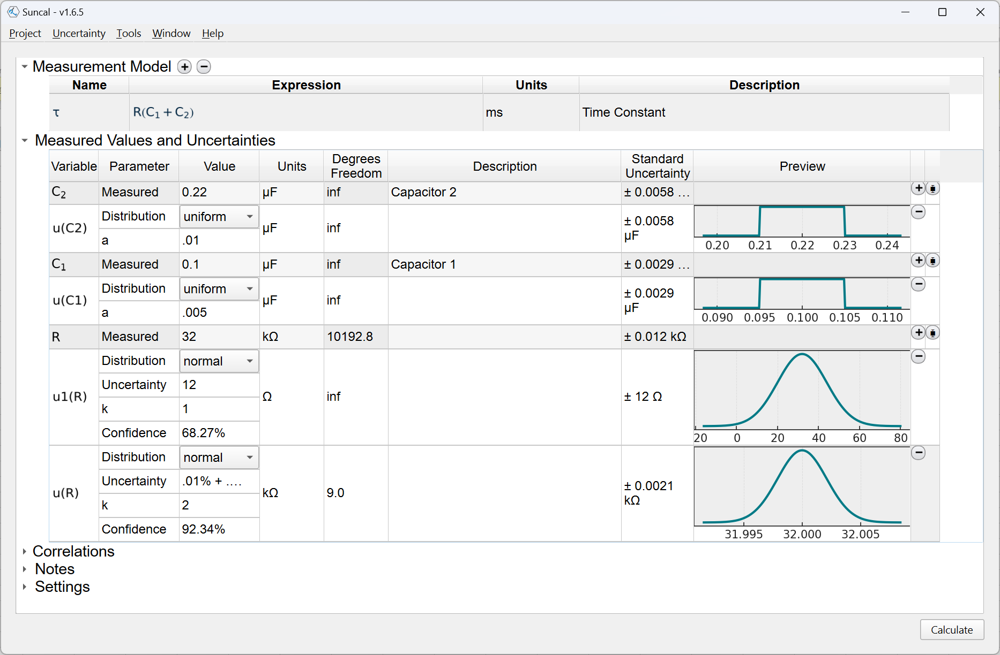 Suncal - v1.6.5
Project Uncertainty Tools Window Help
Measurement Model
Name Expression Units Description
τ R(C₁ + C₂) ms Time Constant
Measured Values and Uncertainties
Variable Parameter Value Units Degrees Freedom Description Standard Uncertainty Preview
C₂ Measured 0.22 µF inf Capacitor 2 ± 0.0058 …
u(C2) Distribution uniform µF inf ± 0.0058 µF
a .01
0.20 0.21 0.22 0.23 0.24
C₁ Measured 0.1 µF inf Capacitor 1 ± 0.0029 …
u(C1) Distribution uniform µF inf ± 0.0029 µF
a .005
0.090 0.095 0.100 0.105 0.110
R Measured 32 kΩ 10192.8 ± 0.012 kΩ
u1(R) Distribution normal Ω inf ± 12 Ω
Uncertainty 12
k 1
Confidence 68.27%
20 0 20 40 60 80
u(R) Distribution normal kΩ 9.0 ± 0.0021 kΩ
Uncertainty .01% + ....
k 2
Confidence 92.34%
31.995 32.000 32.005
Correlations
Notes
Settings
Calculate